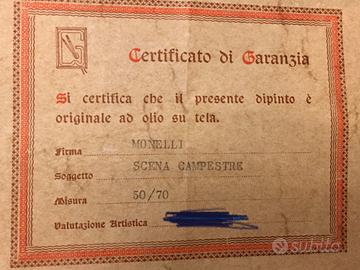 Certificato di Garanzia
Si certifica che il presente dipinto è
originale ad olio su tela.
Firma MONELLI
Soggetto SCENA CAMPESTRE
Misura 50/70
Valutazione Artistica
subito